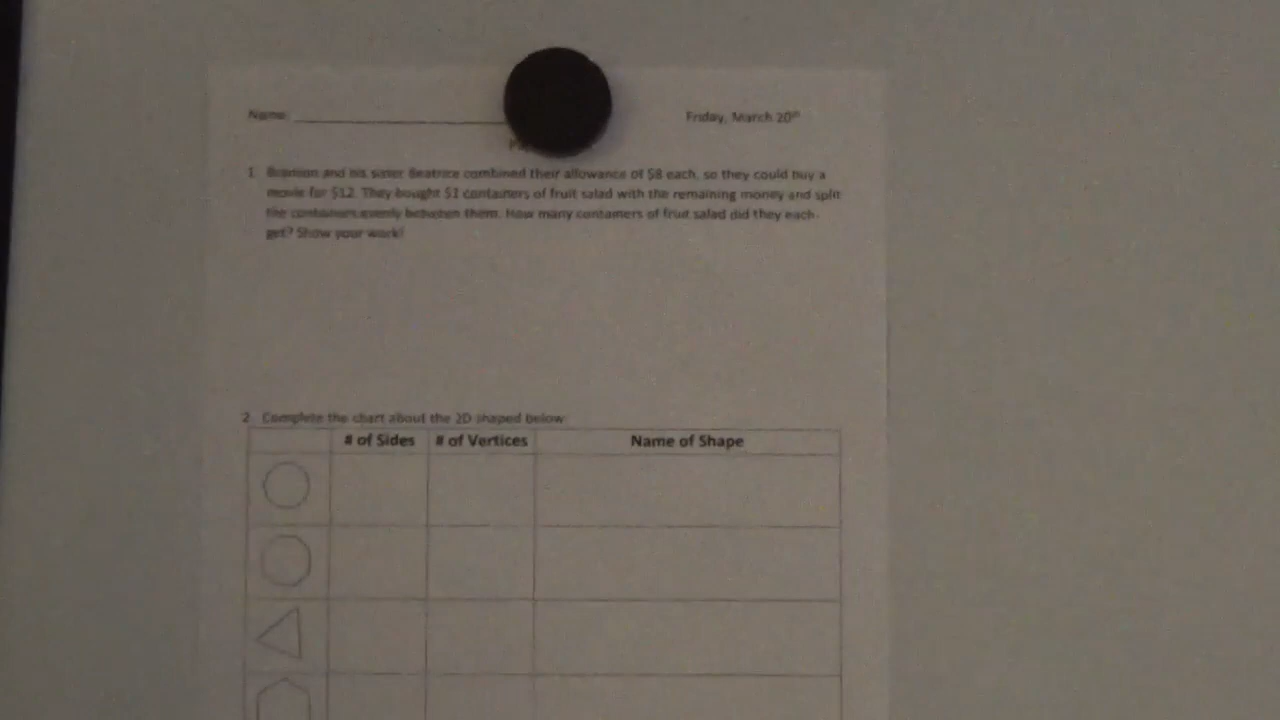 Name: Friday, March 20th
1. and his sister Beatrice combined their allowance of $8 each, so they could buy a
movie for $12. They bought $1 containers of fruit salad with the remaining money and split
the containers evenly between them. How many containers of fruit salad did they each
get? Show your work!
2. Complete the chart about the 2D shaped below:
# of Sides # of Vertices Name of Shape